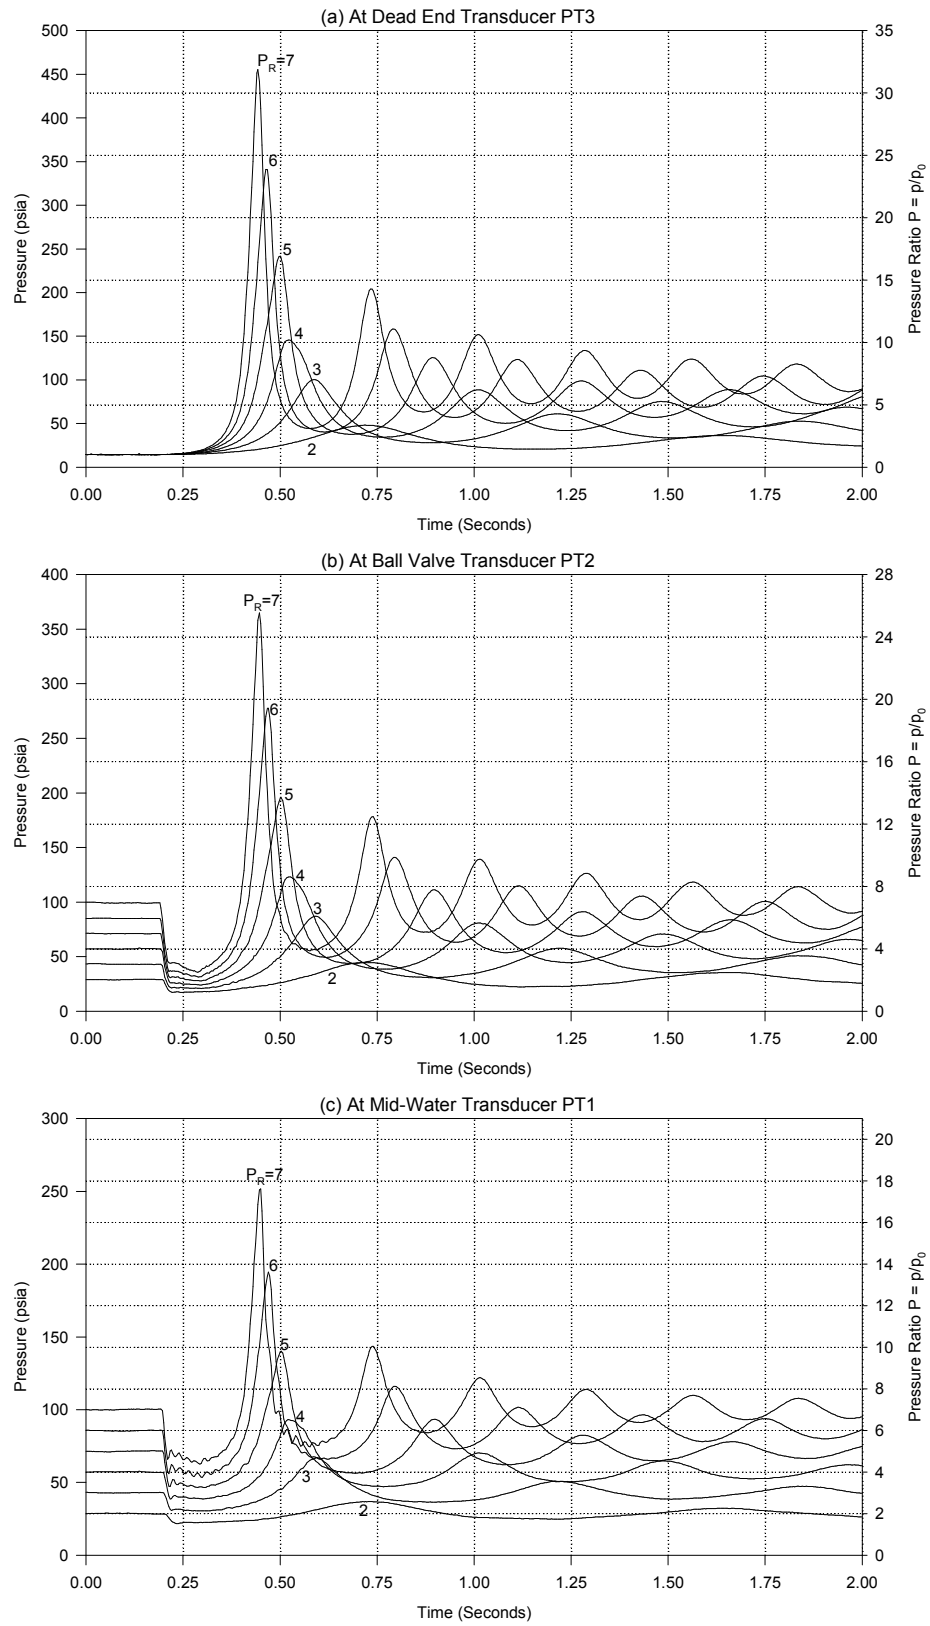 (a) At Dead End Transducer PT3
500 450 400 350 300 250 200 150 100 50 0
Pressure (psia)
35 30 25 20 15 10 5 0
Pressure Ratio P = p/p0
PR=7
6
5
4
3
2
0.00 0.25 0.50 0.75 1.00 1.25 1.50 1.75 2.00
Time (Seconds)
(b) At Ball Valve Transducer PT2
400 350 300 250 200 150 100 50 0
Pressure (psia)
28 24 20 16 12 8 4 0
Pressure Ratio P = p/p0
PR=7
6
5
4
3
2
0.00 0.25 0.50 0.75 1.00 1.25 1.50 1.75 2.00
Time (Seconds)
(c) At Mid-Water Transducer PT1
300 250 200 150 100 50 0
Pressure (psia)
20 18 16 14 12 10 8 6 4 2 0
Pressure Ratio P = p/p0
PR=7
6
5
4
3
2
0.00 0.25 0.50 0.75 1.00 1.25 1.50 1.75 2.00
Time (Seconds)